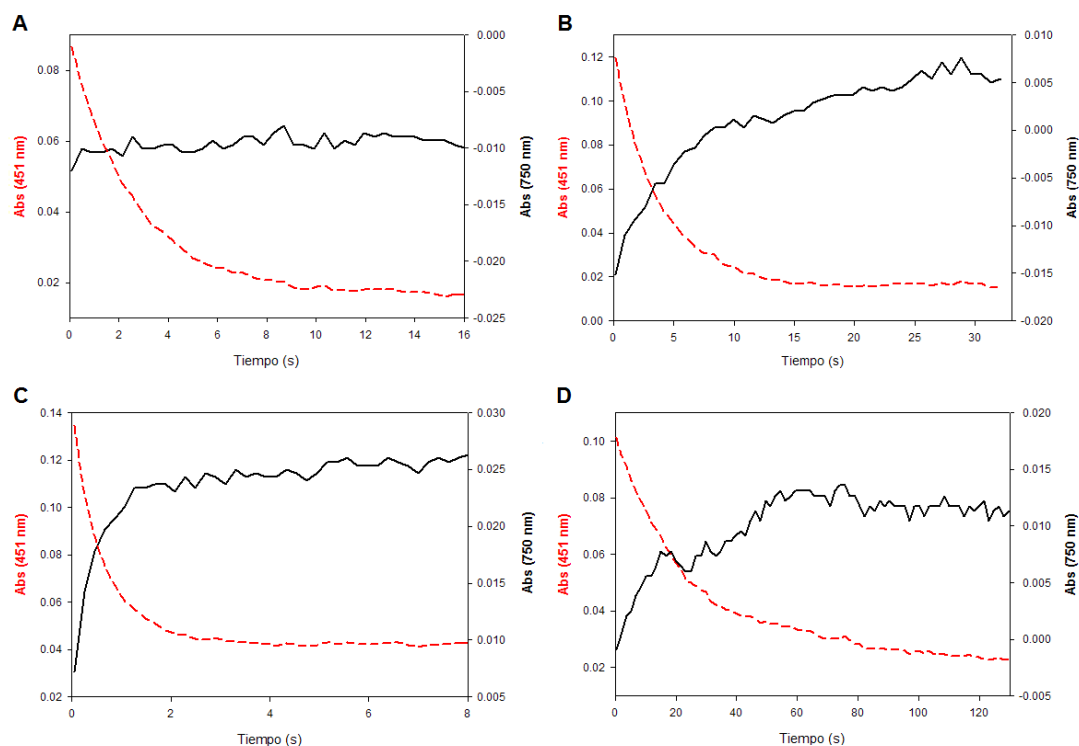 A
0.000
-0.005
-0.010
-0.015
-0.020
-0.025
0.08
0.06
0.04
0.02
Abs (451 nm)
Abs (750 nm)
0 2 4 6 8 10 12 14 16
Tiempo (s)
B
0.010
0.005
0.000
-0.005
-0.010
-0.015
-0.020
0.12
0.10
0.08
0.06
0.04
0.02
0.00
Abs (451 nm)
Abs (750 nm)
0 5 10 15 20 25 30
Tiempo (s)
C
0.14
0.12
0.10
0.08
0.06
0.04
0.02
0.030
0.025
0.020
0.015
0.010
0.005
Abs (451 nm)
Abs (750 nm)
0 2 4 6 8
Tiempo (s)
D
0.10
0.08
0.06
0.04
0.02
0.020
0.015
0.010
0.005
0.000
-0.005
Abs (451 nm)
Abs (750 nm)
0 20 40 60 80 100 120
Tiempo (s)